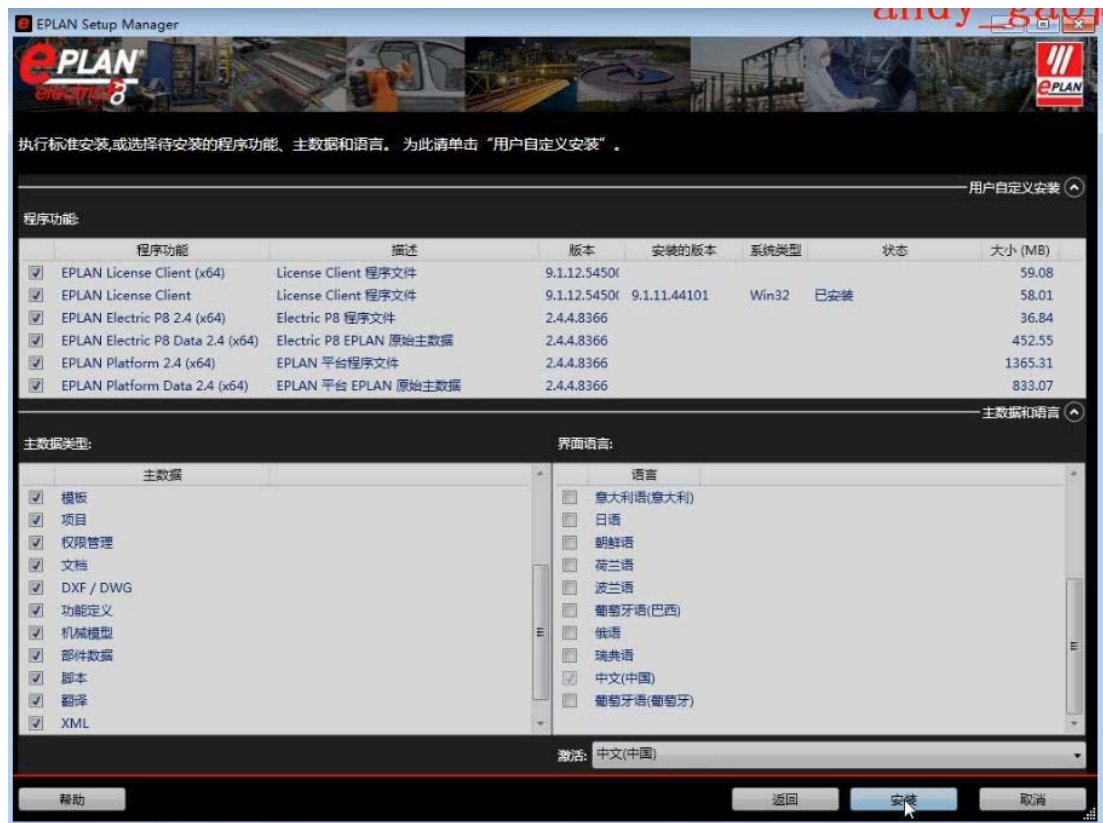 EPLAN Setup Manager
ePLAN
electric P8
ePLAN
执行标准安装,或选择待安装的程序功能、主数据和语言。 为此请单击“用户自定义安装”。
用户自定义安装
程序功能:
程序功能 描述 版本 安装的版本 系统类型 状态 大小 (MB)
EPLAN License Client (x64) License Client 程序文件 9.1.12.5450( 59.08
EPLAN License Client License Client 程序文件 9.1.12.5450( 9.1.11.44101 Win32 已安装 58.01
EPLAN Electric P8 2.4 (x64) Electric P8 程序文件 2.4.4.8366 36.84
EPLAN Electric P8 Data 2.4 (x64) Electric P8 EPLAN 原始主数据 2.4.4.8366 452.55
EPLAN Platform 2.4 (x64) EPLAN 平台程序文件 2.4.4.8366 1365.31
EPLAN Platform Data 2.4 (x64) EPLAN 平台 EPLAN 原始主数据 2.4.4.8366 833.07
主数据和语言
主数据类型: 界面语言:
主数据 语言
模板 意大利语(意大利)
项目 日语
权限管理 朝鲜语
文档 荷兰语
DXF / DWG 波兰语
功能定义 葡萄牙语(巴西)
机械模型 俄语
部件数据 瑞典语
脚本 中文(中国)
翻译 葡萄牙语(葡萄牙)
XML
激活: 中文(中国)
帮助 返回 安装 取消